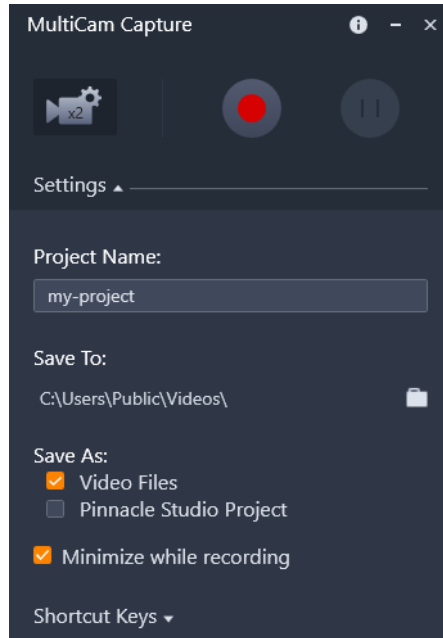 MultiCam Capture
x2
Settings
Project Name:
my-project
Save To:
C:\Users\Public\Videos\
Save As:
Video Files
Pinnacle Studio Project
Minimize while recording
Shortcut Keys